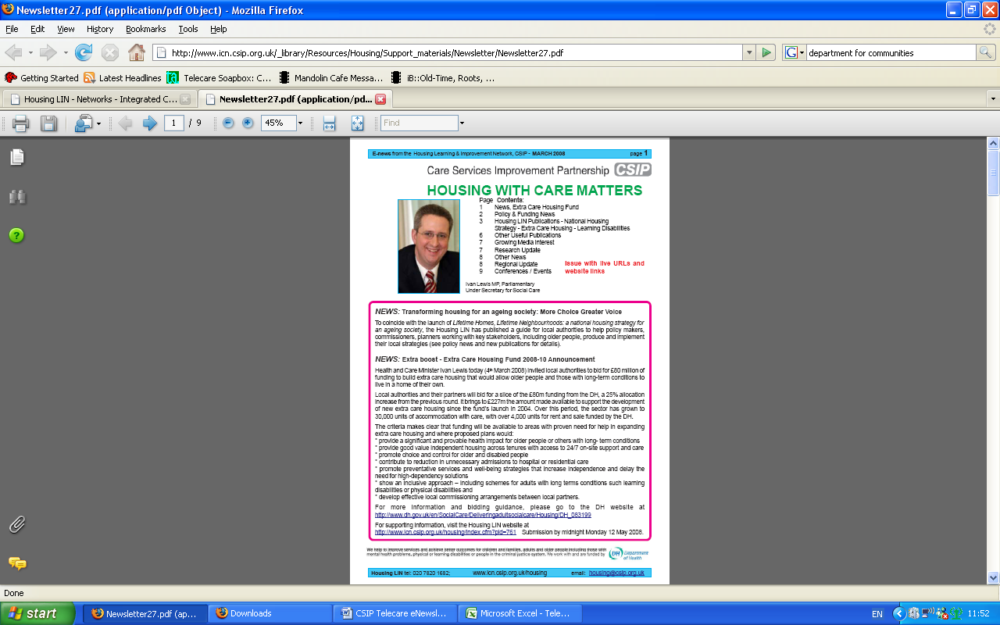 Newsletter27.pdf (application/pdf Object) - Mozilla Firefox
File Edit View History Bookmarks Tools Help
http://www.icn.csip.org.uk/_library/Resources/Housing/Support_materials/Newsletter/Newsletter27.pdf
department for communities
Getting Started Latest Headlines Telecare Soapbox: C... Mandolin Cafe Messa... iB::Old-Time, Roots, ...
Housing LIN - Networks - Integrated C... Newsletter27.pdf (application/pd...
1 / 9 45% Find
E-news from the Housing Learning & Improvement Network, CSIP - MARCH 2008 page 1
Care Services Improvement Partnership CSIP
HOUSING WITH CARE MATTERS
Page Contents:
1 News, Extra Care Housing Fund
2 Policy & Funding News
3 Housing LIN Publications - National Housing
Strategy - Extra Care Housing - Learning Disabilities
6 Other Useful Publications
7 Growing Media Interest
7 Research Update
8 Other News
8 Regional Update
9 Conferences / Events
Issue with live URLs and
website links
Ivan Lewis MP, Parliamentary
Under Secretary for Social Care
NEWS: Transforming housing for an ageing society: More Choice Greater Voice
To coincide with the launch of Lifetime Homes, Lifetime Neighbourhoods: a national housing strategy for
an ageing society, the Housing LIN has published a guide for local authorities to help policy makers,
commissioners, planners working with key stakeholders, including older people, produce and implement
their local strategies (see policy news and new publications for details).
NEWS: Extra boost - Extra Care Housing Fund 2008-10 Announcement
Health and Care Minister Ivan Lewis today (4th March 2008) invited local authorities to bid for £80 million of
funding to build extra care housing that would allow older people and those with long-term conditions to
live in a home of their own.
Local authorities and their partners will bid for a slice of the £80m funding from the DH, a 25% allocation
increase from the previous round. It brings to £227m the amount made available to support the development
of new extra care housing since the fund's launch in 2004. Over this period, the sector has grown to
30,000 units of accommodation with care, with over 4,000 units for rent and sale funded by the DH.
The criteria makes clear that funding will be available to areas with proven need for help in expanding
extra care housing and where proposed plans would:
* provide a significant and provable health impact for older people or others with long- term conditions
* provide good value independent housing across tenures with access to 24/7 on-site support and care
* promote choice and control for older and disabled people
* contribute to reduction in unnecessary admissions to hospital or residential care
* promote preventative services and well-being strategies that increase independence and delay the
need for high-dependency solutions
* show an inclusive approach – including schemes for adults with long terms conditions such learning
disabilities or physical disabilities and
* develop effective local commissioning arrangements between local partners.
For more information and bidding guidance, please go to the DH website at
http://www.dh.gov.uk/en/SocialCare/Deliveringadultsocialcare/Housing/DH_083199
For supporting information, visit the Housing LIN website at
http://www.icn.csip.org.uk/housing/index.cfm?pid=761 Submission by midnight Monday 12 May 2008.
We help to improve services and achieve better outcomes for children and families, adults and older people including those with
mental health problems, physical or learning disabilities or people in the criminal justice system. We work with and are funded by
DH Department
of Health
Housing LIN tel: 020 7820 1682; www.icn.csip.org.uk/housing email: housing@csip.org.uk
Done
start Newsletter27.pdf (ap... Downloads CSIP Telecare eNewsl... Microsoft Excel - Tele... EN 11:52